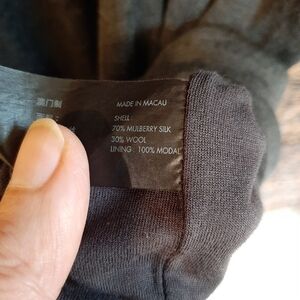 澳门制
MADE IN MACAU
SHELL:
70% MULBERRY SILK
30% WOOL
LINING: 100% MODAL